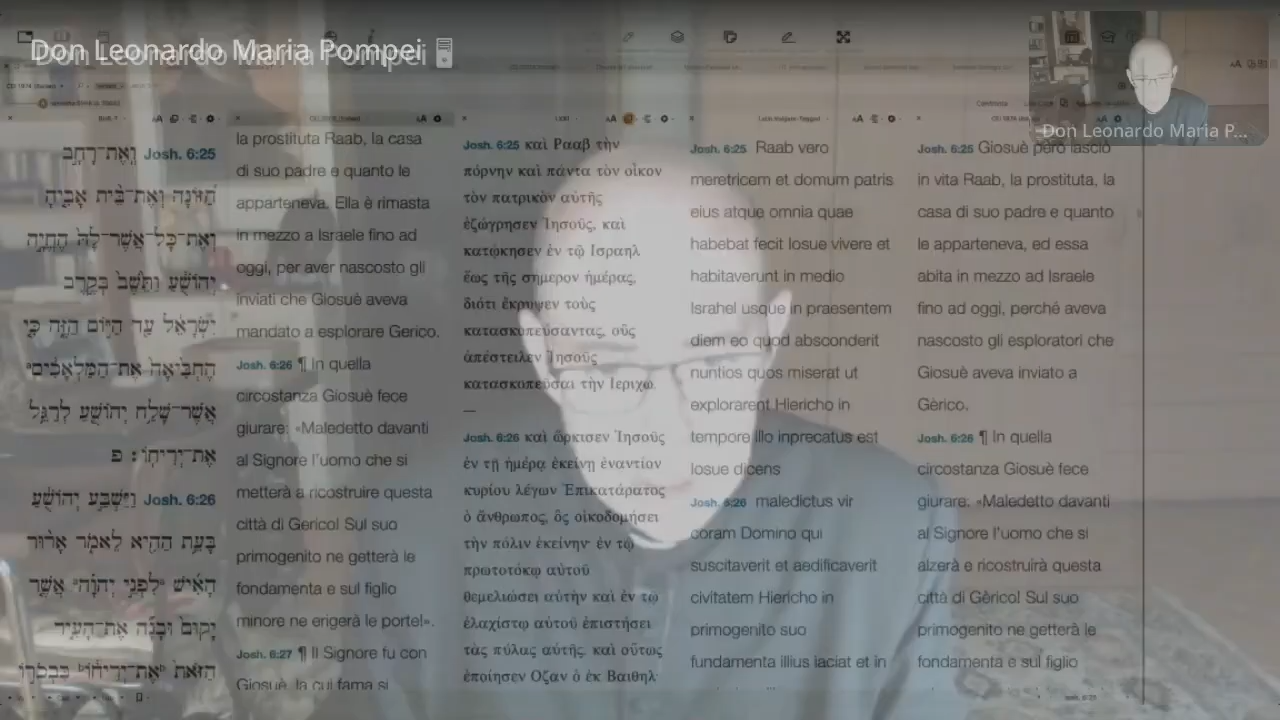 Don Leonardo Maria Pompei
Don Leonardo Maria P...
Josh. 6:25 וְֽאֶת־רָחָ֣ב
הַ֠זּוֹנָה וְאֶת־בֵּ֨ית אָבִ֤יהָ
וְאֶת־כָּל־אֲשֶׁר־לָהּ֙ הֶחֱיָ֣ה
יְהוֹשֻׁ֔עַ וַתֵּ֙שֶׁב֙ בְּקֶ֣רֶב
יִשְׂרָאֵ֔ל עַ֖ד הַיּ֣וֹם הַזֶּ֑ה כִּ֤י
הֶחְבִּ֙יאָה֙ אֶת־הַמַּלְאָכִ֔ים
אֲשֶׁר־שָׁלַ֥ח יְהוֹשֻׁ֖עַ לְרַגֵּ֥ל
אֶת־יְרִיחֽוֹ׃ פ
Josh. 6:26 וַיַּשְׁבַּ֣ע יְהוֹשֻׁ֔עַ
בָּעֵ֥ת הַהִ֖יא לֵאמֹ֑ר אָר֨וּר
הָאִ֜ישׁ לִפְנֵ֣י יְהוָ֗ה אֲשֶׁ֤ר
יָקוּם֙ וּבָנָ֞ה אֶת־הָעִ֤יר
הַזֹּאת֙ אֶת־יְרִיח֔וֹ בִּבְכֹר֣וֹ
la prostituta Raab, la casa
di suo padre e quanto le
apparteneva. Ella è rimasta
in mezzo a Israele fino ad
oggi, per aver nascosto gli
inviati che Giosuè aveva
mandato a esplorare Gerico.
Josh. 6:26 ¶ In quella
circostanza Giosuè fece
giurare: «Maledetto davanti
al Signore l'uomo che si
metterà a ricostruire questa
città di Gerico! Sul suo
primogenito ne getterà le
fondamenta e sul figlio
minore ne erigerà le porte!».
Josh. 6:27 ¶ Il Signore fu con
Giosuè, la cui fama si
Josh. 6:25 καὶ Ρααβ τὴν
πόρνην καὶ πάντα τὸν οἶκον
τὸν πατρικὸν αὐτῆς
ἐζώγρησεν Ἰησοῦς, καὶ
κατῴκησεν ἐν τῷ Ισραηλ
ἕως τῆς σήμερον ἡμέρας,
διότι ἔκρυψεν τοὺς
κατασκοπεύσαντας, οὓς
ἀπέστειλεν Ἰησοῦς
κατασκοπεῦσαι τὴν Ιεριχω.
—
Josh. 6:26 καὶ ὥρκισεν Ἰησοῦς
ἐν τῇ ἡμέρᾳ ἐκείνῃ ἐναντίον
κυρίου λέγων Ἐπικατάρατος
ὁ ἄνθρωπος, ὃς οἰκοδομήσει
τὴν πόλιν ἐκείνην· ἐν τῷ
πρωτοτόκῳ αὐτοῦ
θεμελιώσει αὐτὴν καὶ ἐν τῷ
ἐλαχίστῳ αὐτοῦ ἐπιστήσει
τὰς πύλας αὐτῆς. καὶ οὕτως
ἐποίησεν Οζαν ὁ ἐκ Βαιθηλ·
Josh. 6:25 Raab vero
meretricem et domum patris
eius atque omnia quae
habebat fecit Iosue vivere et
habitaverunt in medio
Israhel usque in praesentem
diem eo quod absconderit
nuntios quos miserat ut
explorarent Hiericho in
tempore illo inprecatus est
Iosue dicens
Josh. 6:26 maledictus vir
coram Domino qui
suscitaverit et aedificaverit
civitatem Hiericho in
primogenito suo
fundamenta illius iaciat et in
Josh. 6:25 Giosuè però lasciò
in vita Raab, la prostituta, la
casa di suo padre e quanto
le apparteneva, ed essa
abita in mezzo ad Israele
fino ad oggi, perché aveva
nascosto gli esploratori che
Giosuè aveva inviato a
Gèrico.
Josh. 6:26 ¶ In quella
circostanza Giosuè fece
giurare: «Maledetto davanti
al Signore l'uomo che si
alzerà e ricostruirà questa
città di Gèrico! Sul suo
primogenito ne getterà le
fondamenta e sul figlio